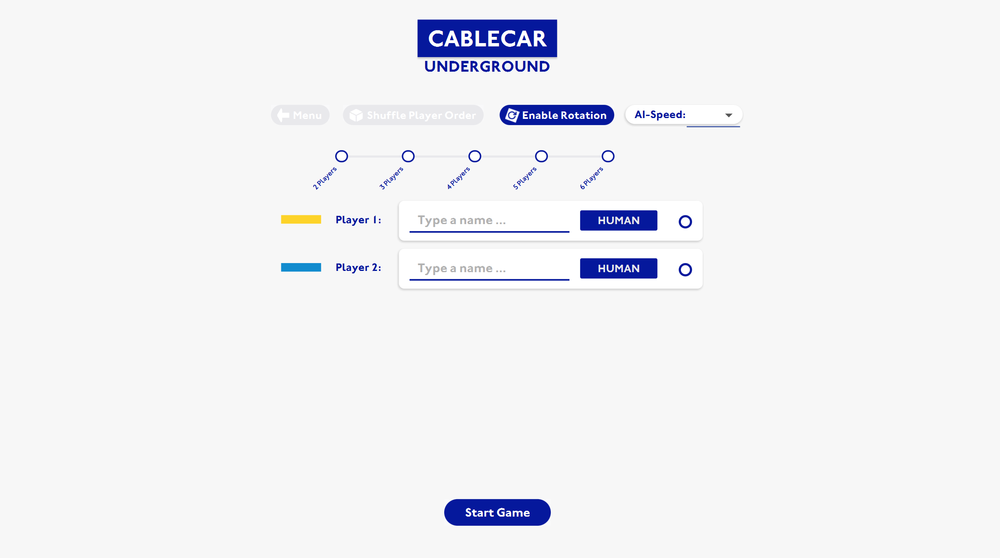 CABLECAR
UNDERGROUND
Menu
Shuffle Player Order
Enable Rotation
AI-Speed:
2 Players
3 Players
4 Players
5 Players
6 Players
Player 1:
Type a name ...
HUMAN
Player 2:
Type a name ...
HUMAN
Start Game